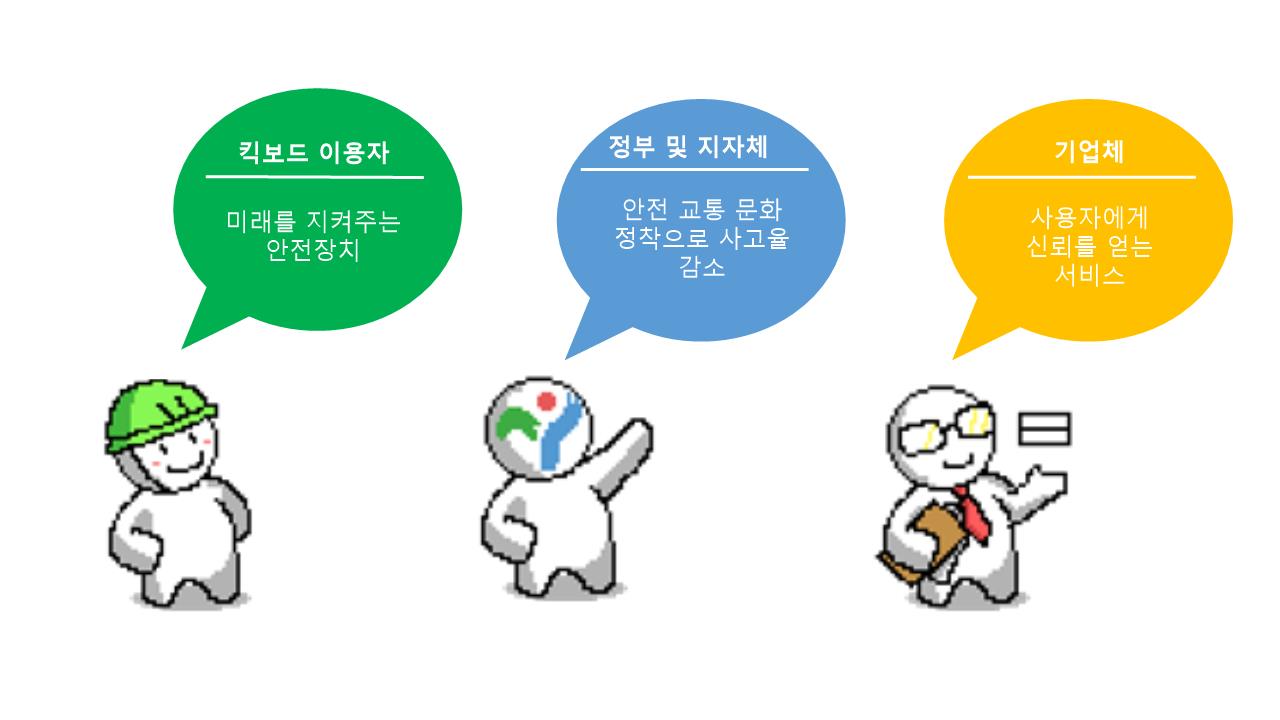 킥보드 이용자
미래를 지켜주는
안전장치
정부 및 지자체
안전 교통 문화
정착으로 사고율
감소
기업체
사용자에게
신뢰를 얻는
서비스